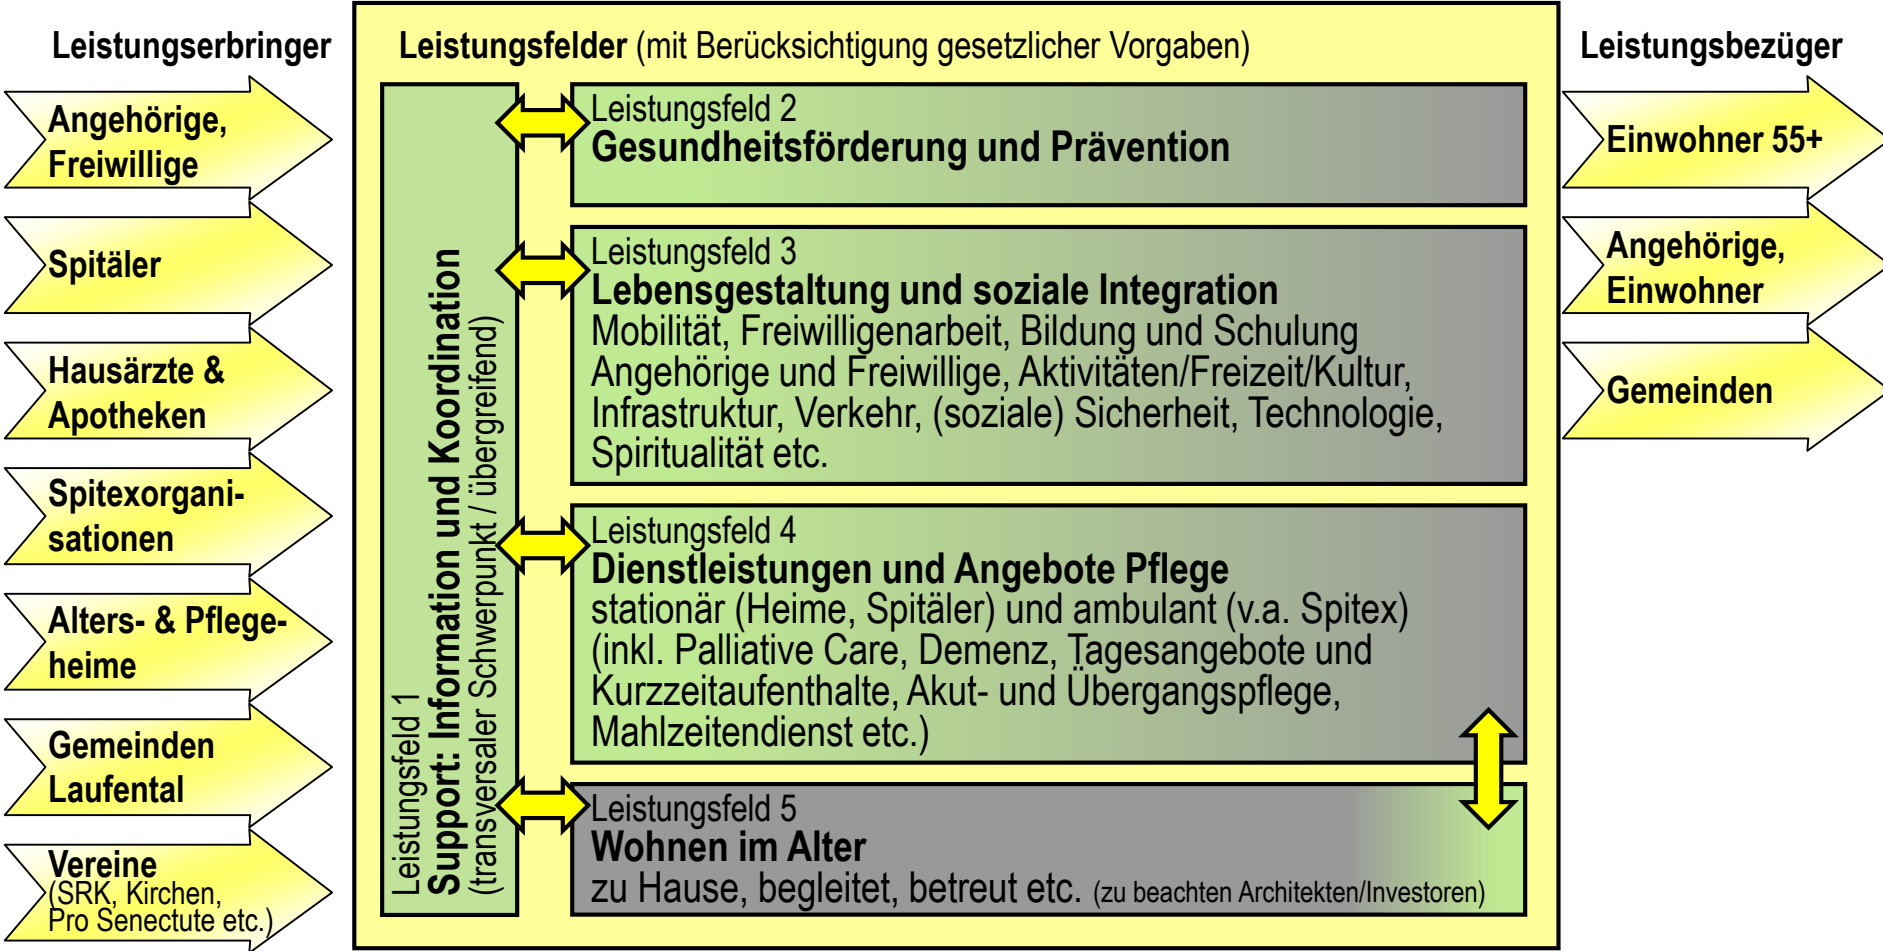 Leistungserbringer
Angehörige,
Freiwillige
Spitäler
Hausärzte &
Apotheken
Spitexorgani-
sationen
Alters- & Pflege-
heime
Gemeinden
Laufental
Vereine
(SRK, Kirchen,
Pro Senectute etc.)
Leistungsfelder (mit Berücksichtigung gesetzlicher Vorgaben)
Leistungsfeld 1
Support: Information und Koordination
(transversaler Schwerpunkt / übergreifend)
Leistungsfeld 2
Gesundheitsförderung und Prävention
Leistungsfeld 3
Lebensgestaltung und soziale Integration
Mobilität, Freiwilligenarbeit, Bildung und Schulung
Angehörige und Freiwillige, Aktivitäten/Freizeit/Kultur,
Infrastruktur, Verkehr, (soziale) Sicherheit, Technologie,
Spiritualität etc.
Leistungsfeld 4
Dienstleistungen und Angebote Pflege
stationär (Heime, Spitäler) und ambulant (v.a. Spitex)
(inkl. Palliative Care, Demenz, Tagesangebote und
Kurzzeitaufenthalte, Akut- und Übergangspflege,
Mahlzeitendienst etc.)
Leistungsfeld 5
Wohnen im Alter
zu Hause, begleitet, betreut etc. (zu beachten Architekten/Investoren)
Leistungsbezüger
Einwohner 55+
Angehörige,
Einwohner
Gemeinden